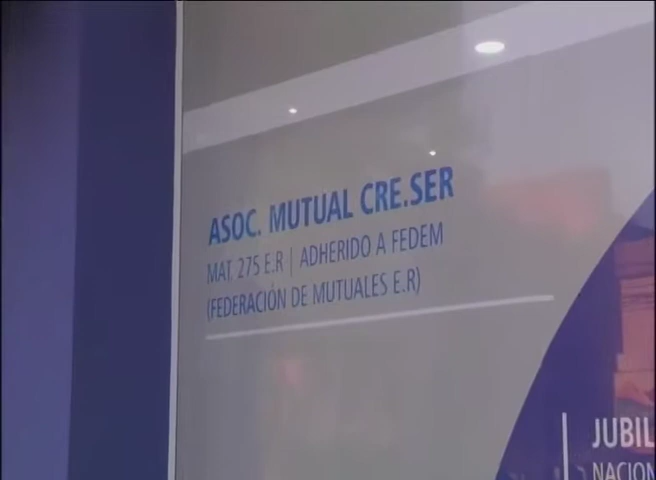 ASOC. MUTUAL CRE.SER
MAT. 275 E.R | ADHERIDO A FEDEM
(FEDERACIÓN DE MUTUALES E.R)
JUBIL
NACION